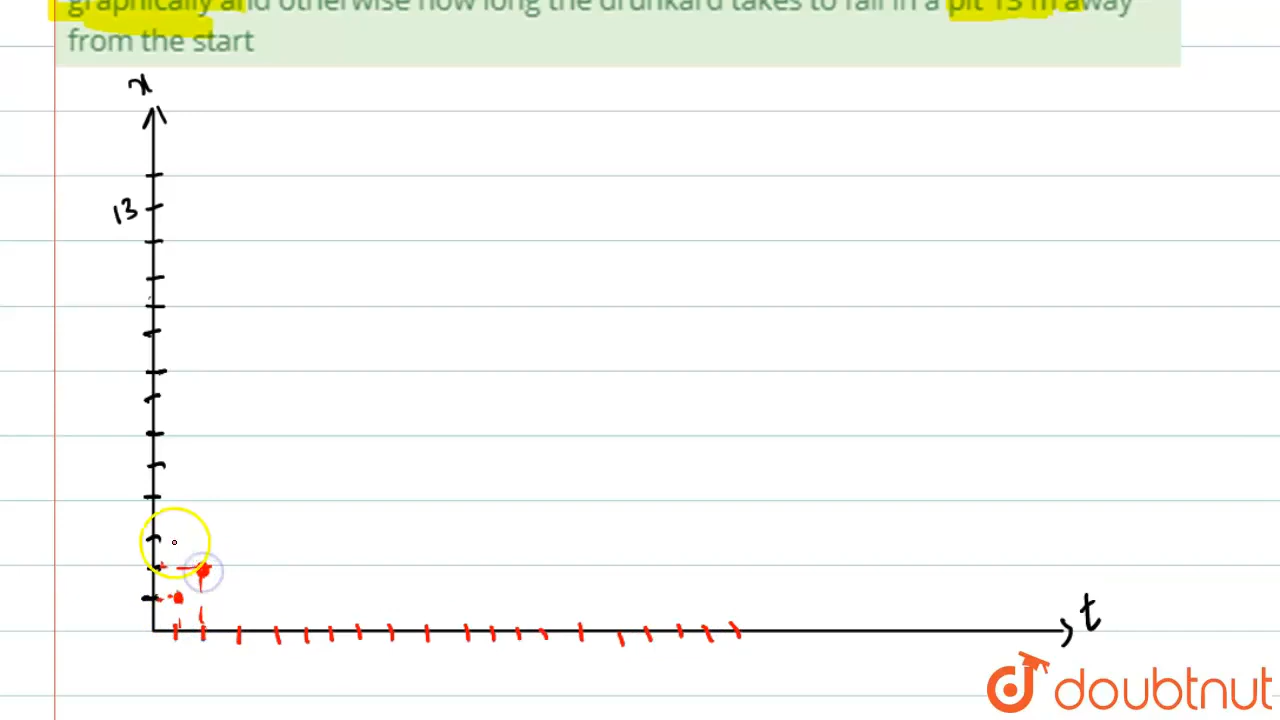 graphically and otherwise how long the drunkard takes to fall in a pit 13 m away
from the start
x
13
t
doubtnut